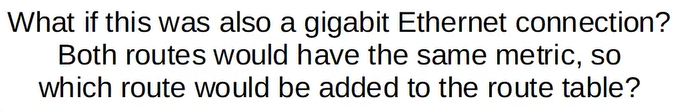 What if this was also a gigabit Ethernet connection?
Both routes would have the same metric, so
which route would be added to the route table?